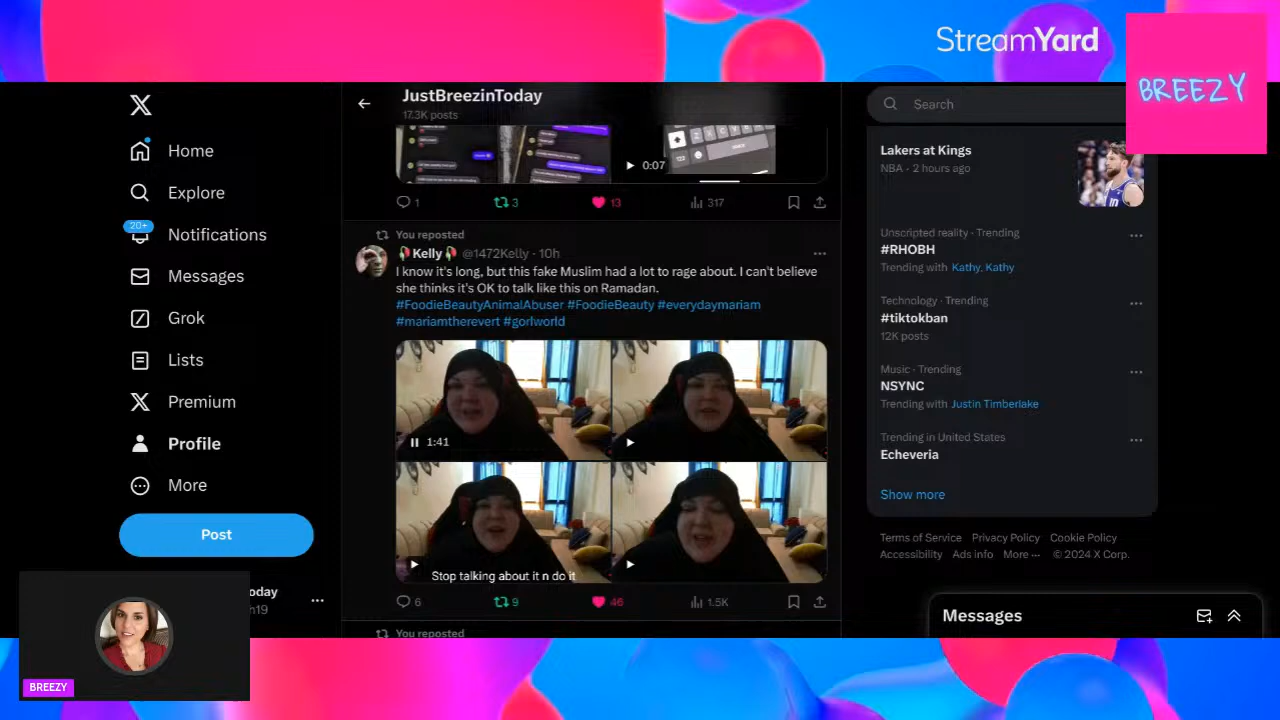 StreamYard
BREEZY
JustBreezinToday
17.3K posts
Search
Home
Explore
20+
Notifications
Messages
Grok
Lists
Premium
Profile
More
Post
oday
n19
BREEZY
0:07
1
3
13
317
You reposted
Kelly @1472Kelly · 10h
I know it's long, but this fake Muslim had a lot to rage about. I can't believe
she thinks it's OK to talk like this on Ramadan.
#FoodieBeautyAnimalAbuser #FoodieBeauty #everydaymariam
#mariamtherevert #gorlworld
1:41
Stop talking about it n do it
6
9
46
1.5K
You reposted
Lakers at Kings
NBA · 2 hours ago
Unscripted reality · Trending
#RHOBH
Trending with Kathy, Kathy
Technology · Trending
#tiktokban
12K posts
Music · Trending
NSYNC
Trending with Justin Timberlake
Trending in United States
Echeveria
Show more
Terms of Service Privacy Policy Cookie Policy
Accessibility Ads info More ··· © 2024 X Corp.
Messages